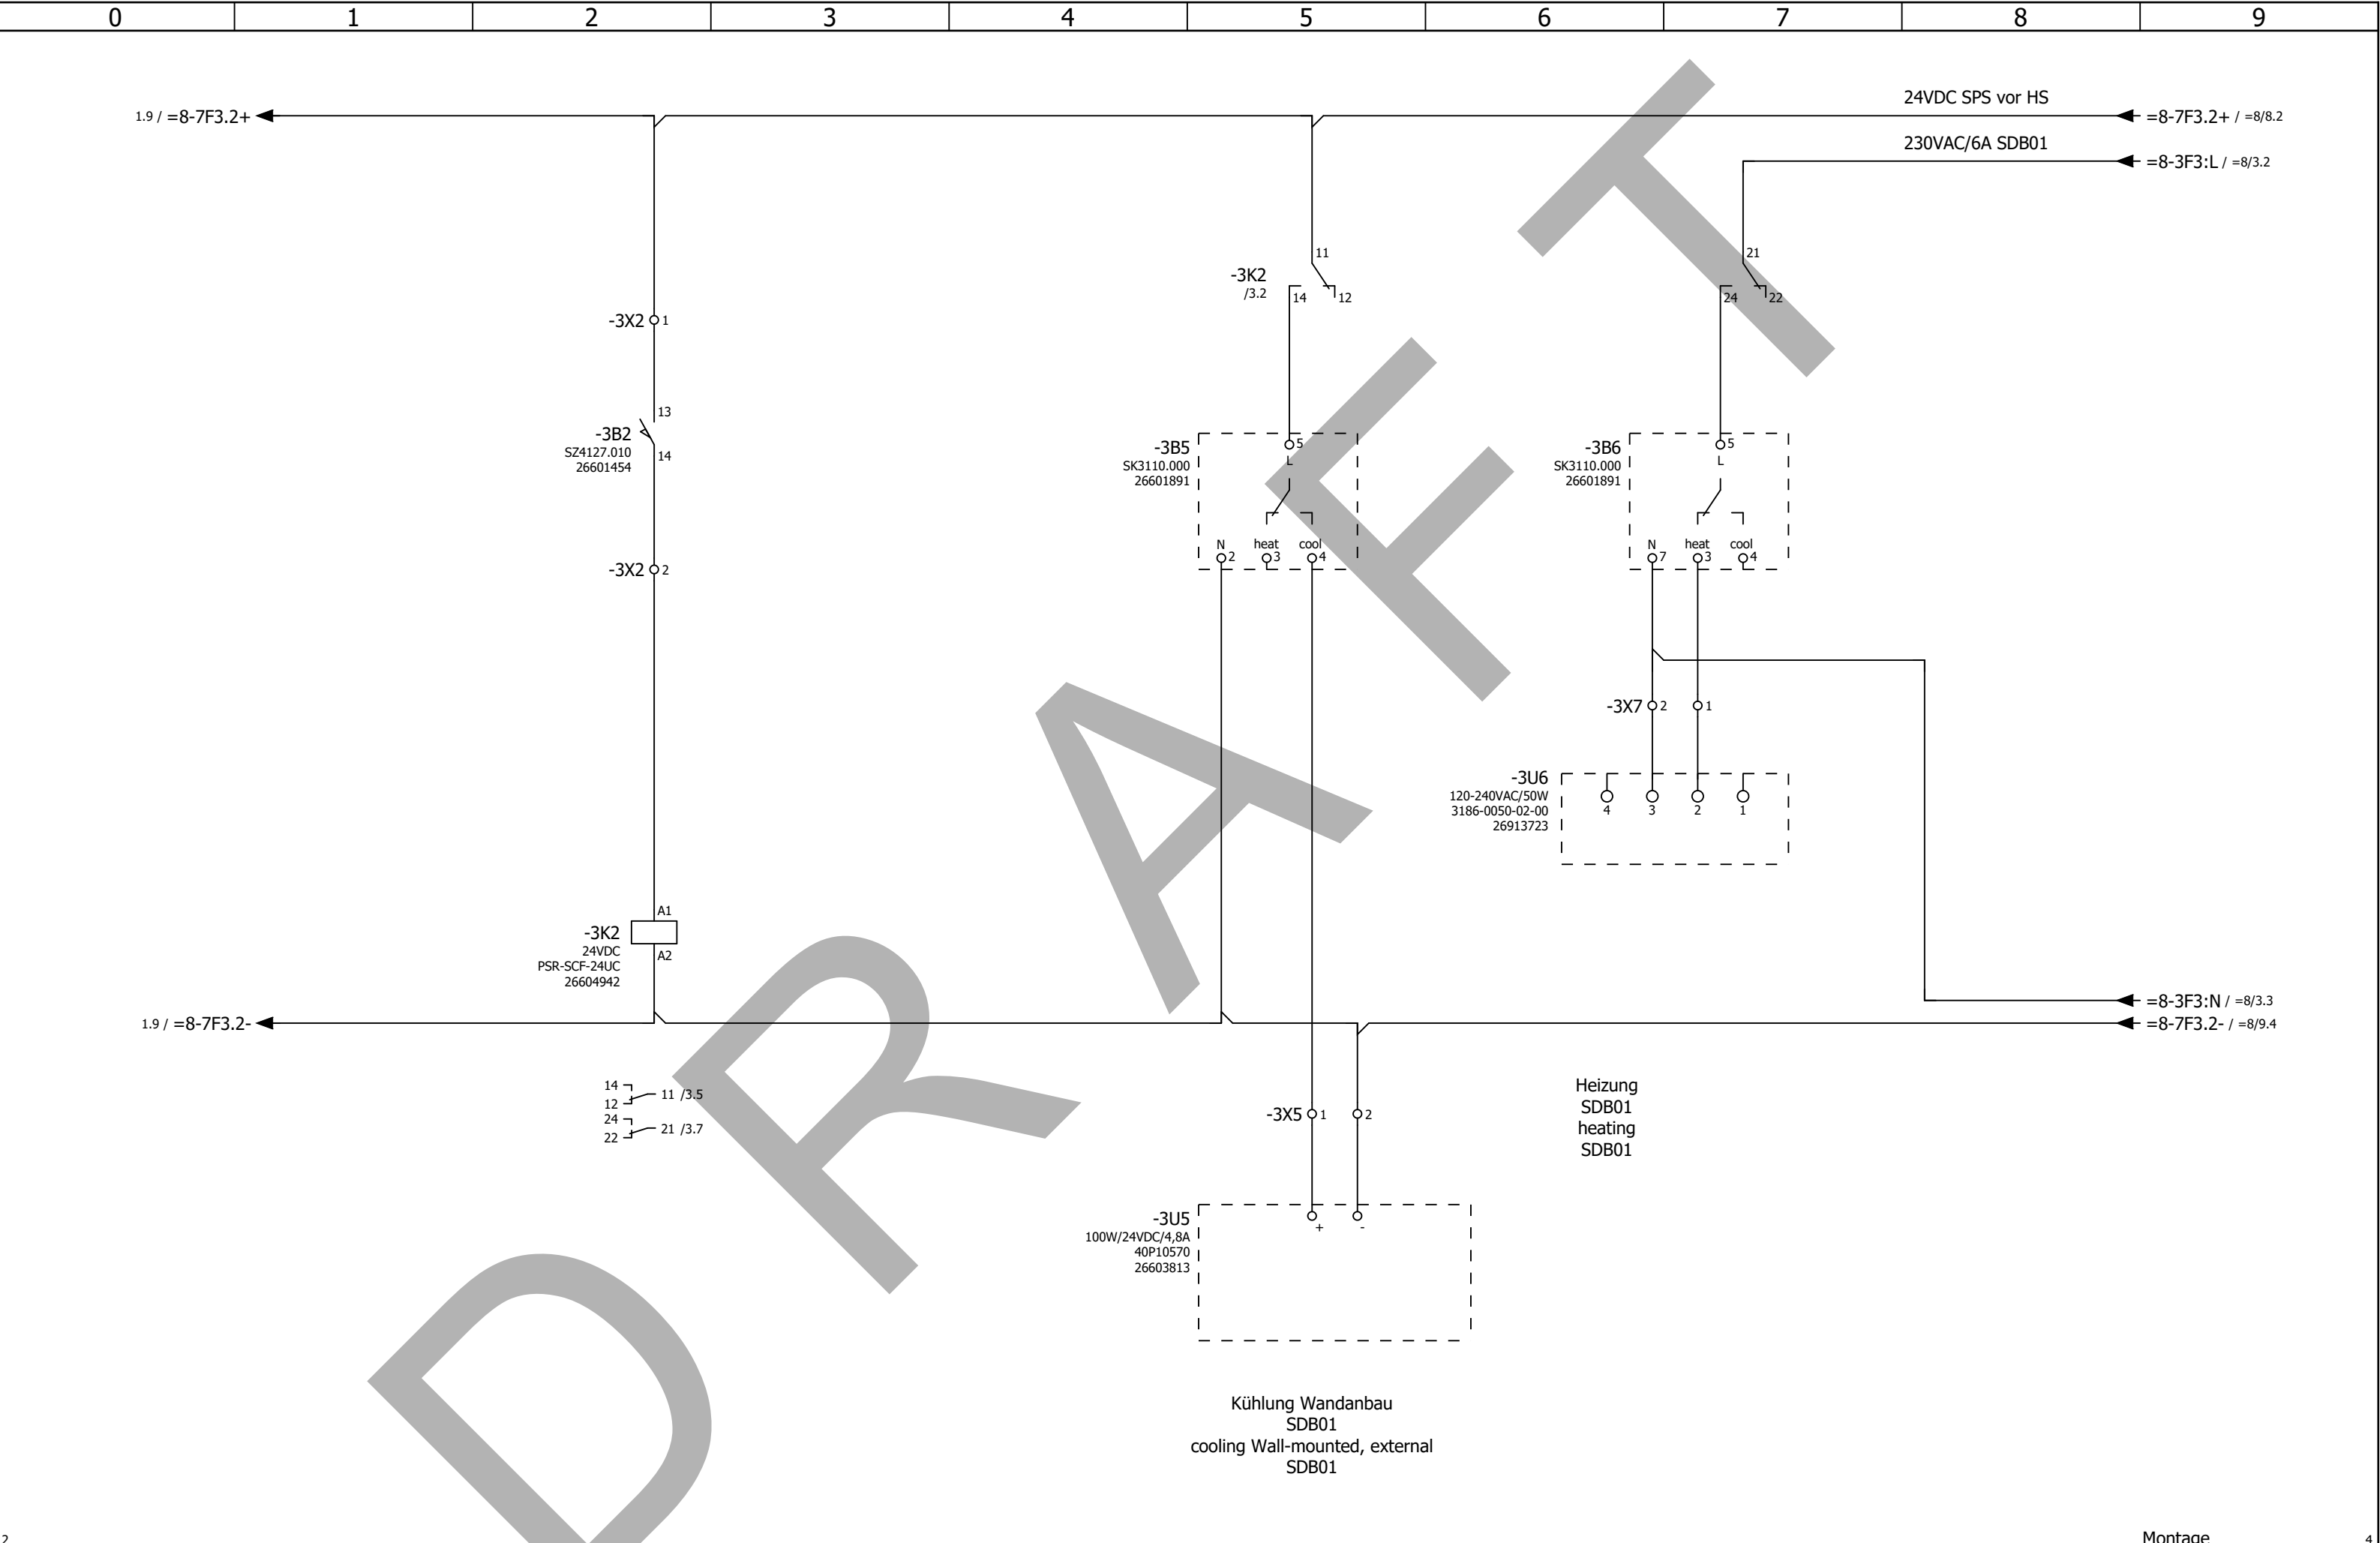 0 1 2 3 4 5 6 7 8 9
24VDC SPS vor HS
1.9 / =8-7F3.2+
=8-7F3.2+ / =8/8.2
230VAC/6A SDB01
=8-3F3:L / =8/3.2
11
-3K2
/3.2
14
12
21
24
22
-3X2
1
13
-3B2
SZ4127.010
26601454
14
-3X2
2
-3B5
SK3110.000
26601891
5
L
N
heat
cool
2
3
4
-3B6
SK3110.000
26601891
5
L
N
heat
cool
7
3
4
-3X7
2
1
-3U6
120-240VAC/50W
3186-0050-02-00
26913723
4
3
2
1
A1
-3K2
24VDC
PSR-SCF-24UC
26604942
A2
=8-3F3:N / =8/3.3
1.9 / =8-7F3.2-
=8-7F3.2- / =8/9.4
14
12
11 /3.5
24
22
21 /3.7
-3X5
1
2
Heizung
SDB01
heating
SDB01
-3U5
100W/24VDC/4,8A
40P10570
26603813
+
-
Kühlung Wandanbau
SDB01
cooling Wall-mounted, external
SDB01
DRAFT
2
Montage
4